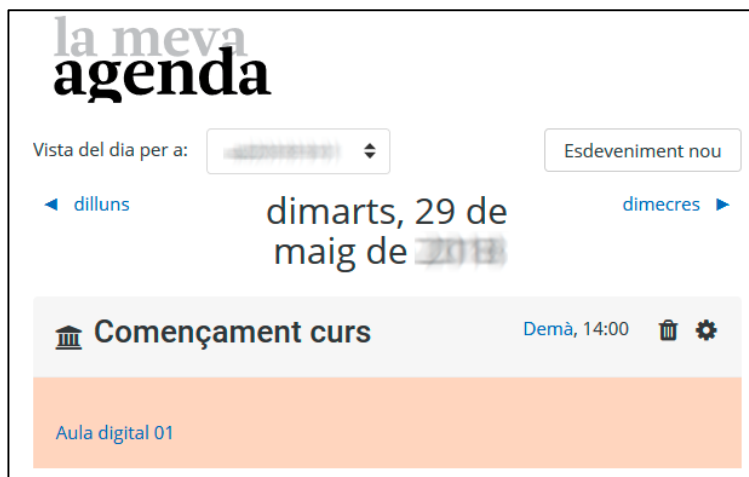 la meva
agenda
Vista del dia per a:
Esdeveniment nou
◄ dilluns
dimarts, 29 de
maig de
dimecres ►
Començament curs
Demà, 14:00
Aula digital 01